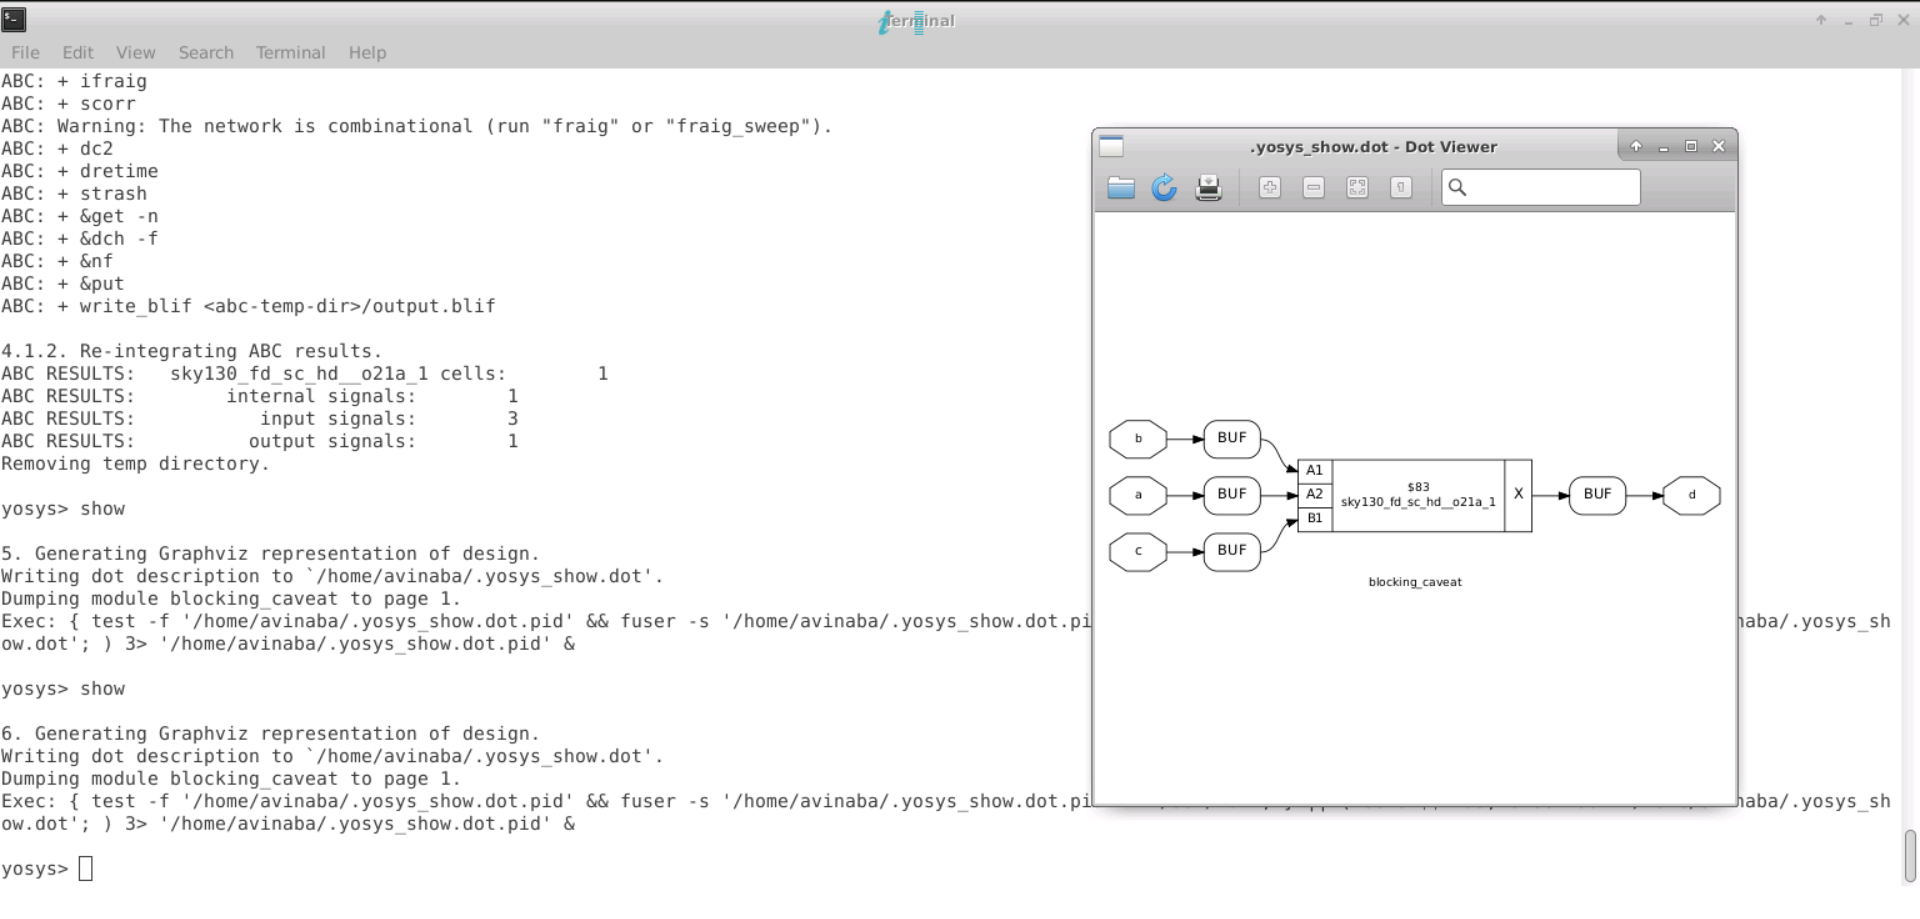 Terminal
File Edit View Search Terminal Help
ABC: + ifraig
ABC: + scorr
ABC: Warning: The network is combinational (run "fraig" or "fraig_sweep").
ABC: + dc2
ABC: + dretime
ABC: + strash
ABC: + &get -n
ABC: + &dch -f
ABC: + &nf
ABC: + &put
ABC: + write_blif <abc-temp-dir>/output.blif
4.1.2. Re-integrating ABC results.
ABC RESULTS: sky130_fd_sc_hd__o21a_1 cells: 1
ABC RESULTS: internal signals: 1
ABC RESULTS: input signals: 3
ABC RESULTS: output signals: 1
Removing temp directory.
yosys> show
5. Generating Graphviz representation of design.
Writing dot description to `/home/avinaba/.yosys_show.dot'.
Dumping module blocking_caveat to page 1.
Exec: { test -f '/home/avinaba/.yosys_show.dot.pid' && fuser -s '/home/avinaba/.yosys_show.dot.pi naba/.yosys_sh
ow.dot'; ) 3> '/home/avinaba/.yosys_show.dot.pid' &
yosys> show
6. Generating Graphviz representation of design.
Writing dot description to `/home/avinaba/.yosys_show.dot'.
Dumping module blocking_caveat to page 1.
Exec: { test -f '/home/avinaba/.yosys_show.dot.pid' && fuser -s '/home/avinaba/.yosys_show.dot.pi naba/.yosys_sh
ow.dot'; ) 3> '/home/avinaba/.yosys_show.dot.pid' &
yosys>
.yosys_show.dot - Dot Viewer
b BUF
a BUF
c BUF
A1
A2
B1
$83
sky130_fd_sc_hd__o21a_1
X BUF d
blocking_caveat